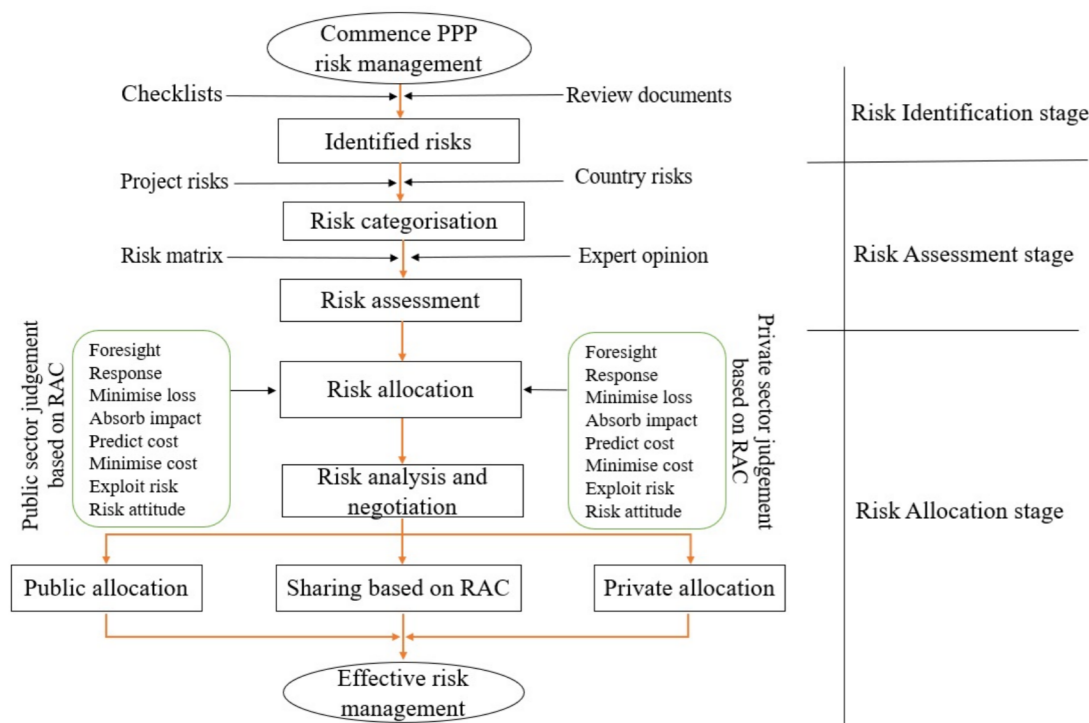 Commence PPP
risk management
Checklists
Review documents
Risk Identification stage
Identified risks
Project risks
Country risks
Risk categorisation
Risk matrix
Expert opinion
Risk Assessment stage
Risk assessment
Public sector judgement
based on RAC
Foresight
Response
Minimise loss
Absorb impact
Predict cost
Minimise cost
Exploit risk
Risk attitude
Risk allocation
Foresight
Response
Minimise loss
Absorb impact
Predict cost
Minimise cost
Exploit risk
Risk attitude
Private sector judgement
based on RAC
Risk analysis and
negotiation
Risk Allocation stage
Public allocation
Sharing based on RAC
Private allocation
Effective risk
management